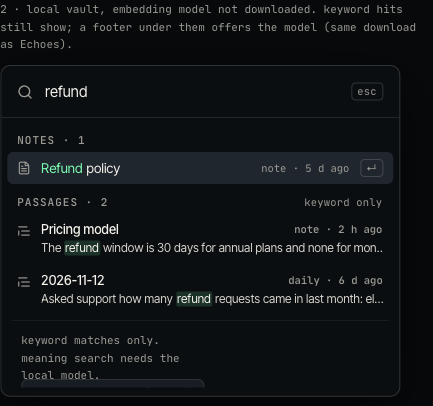 2 · local vault, embedding model not downloaded. keyword hits
still show; a footer under them offers the model (same download
as Echoes).
refund
esc
NOTES · 1
Refund policy
note · 5 d ago
↵
PASSAGES · 2
keyword only
Pricing model
note · 2 h ago
The refund window is 30 days for annual plans and none for mon..
2026-11-12
daily · 6 d ago
Asked support how many refund requests came in last month: el...
keyword matches only.
meaning search needs the
local model.